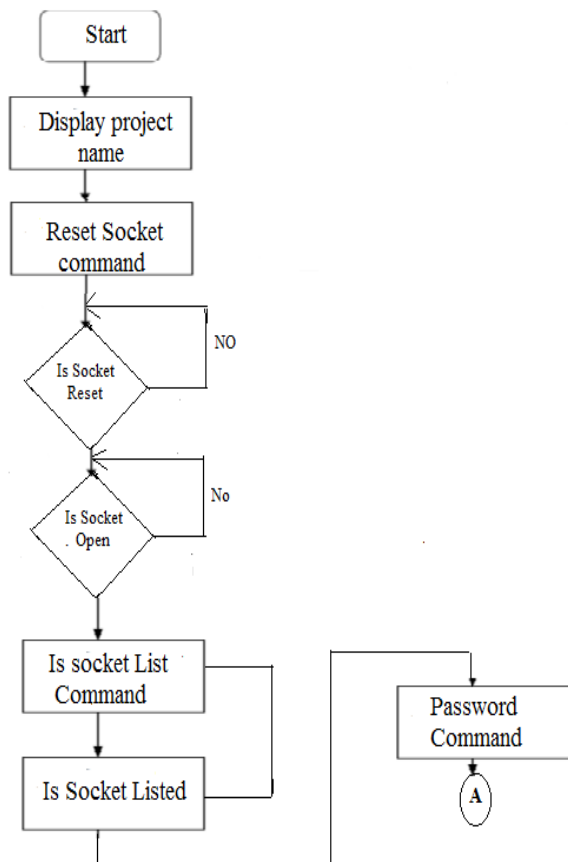 Start
Display project
name
Reset Socket
command
NO
Is Socket
Reset
No
Is Socket
Open
Is socket List
Command
Is Socket Listed
Password
Command
A